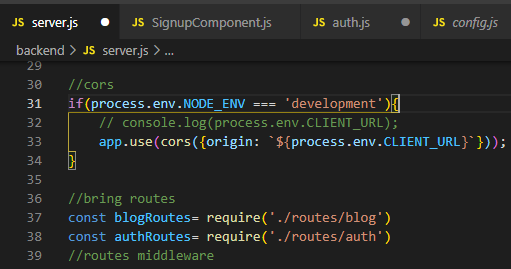 JS server.js ● JS SignupComponent.js JS auth.js ● JS config.js
backend > JS server.js > ...
29
30 //cors
31 if(process.env.NODE_ENV === 'development'){
32 // console.log(process.env.CLIENT_URL);
33 app.use(cors({origin: `${process.env.CLIENT_URL}`}));
34 }
35
36 //bring routes
37 const blogRoutes= require('./routes/blog')
38 const authRoutes= require('./routes/auth')
39 //routes middleware